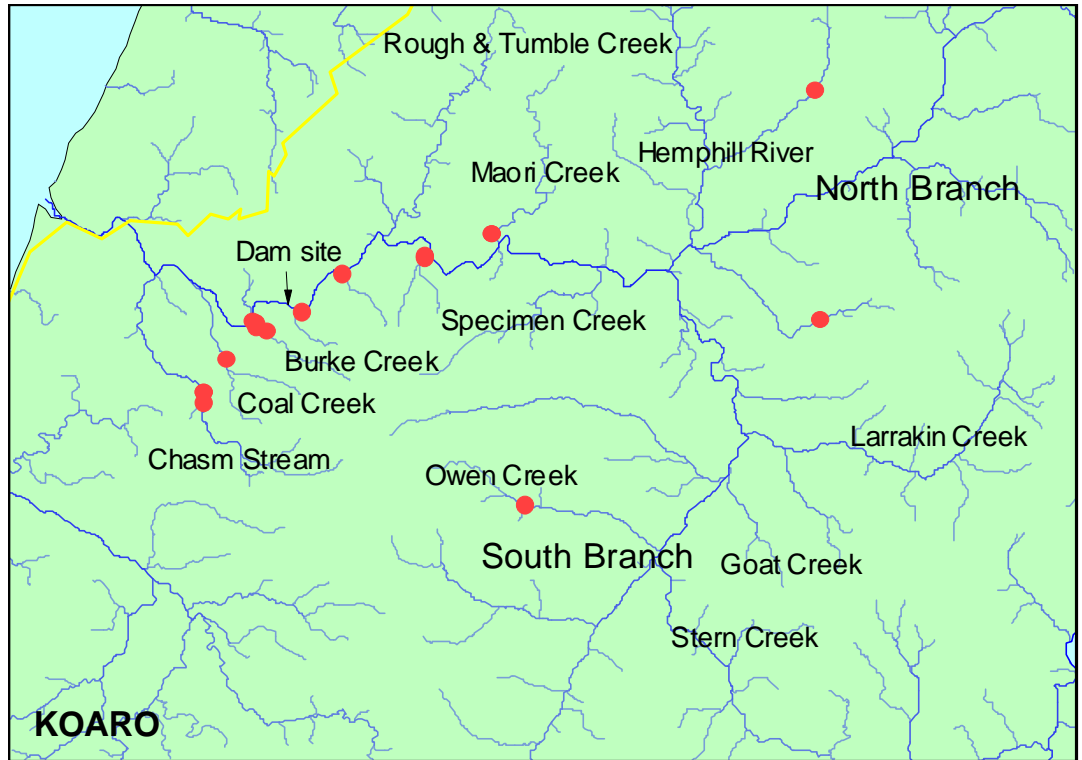 Rough & Tumble Creek
Hemphill River
Maori Creek
North Branch
Dam site
Specimen Creek
Burke Creek
Coal Creek
Larrakin Creek
Chasm Stream
Owen Creek
South Branch
Goat Creek
Stern Creek
KOARO